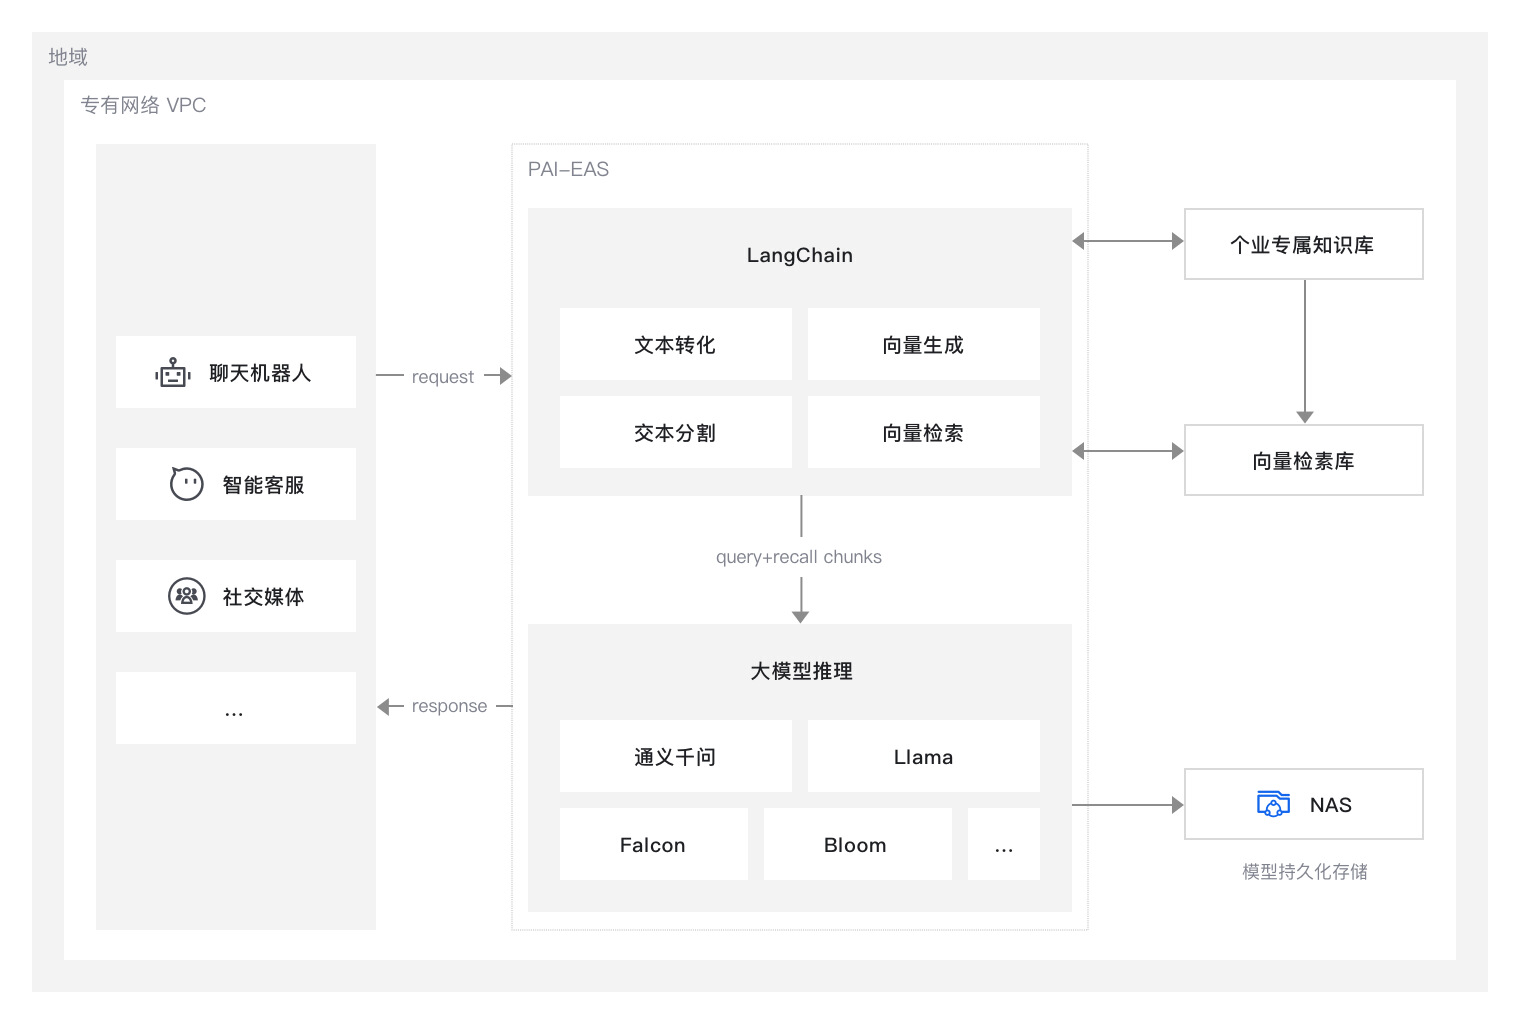 地域
专有网络 VPC
聊天机器人
智能客服
社交媒体
...
request
response
PAI-EAS
LangChain
文本转化
向量生成
交本分割
向量检索
query+recall chunks
大模型推理
通义千问
Llama
Falcon
Bloom
...
个业专属知识库
向量检素库
NAS
模型持久化存储